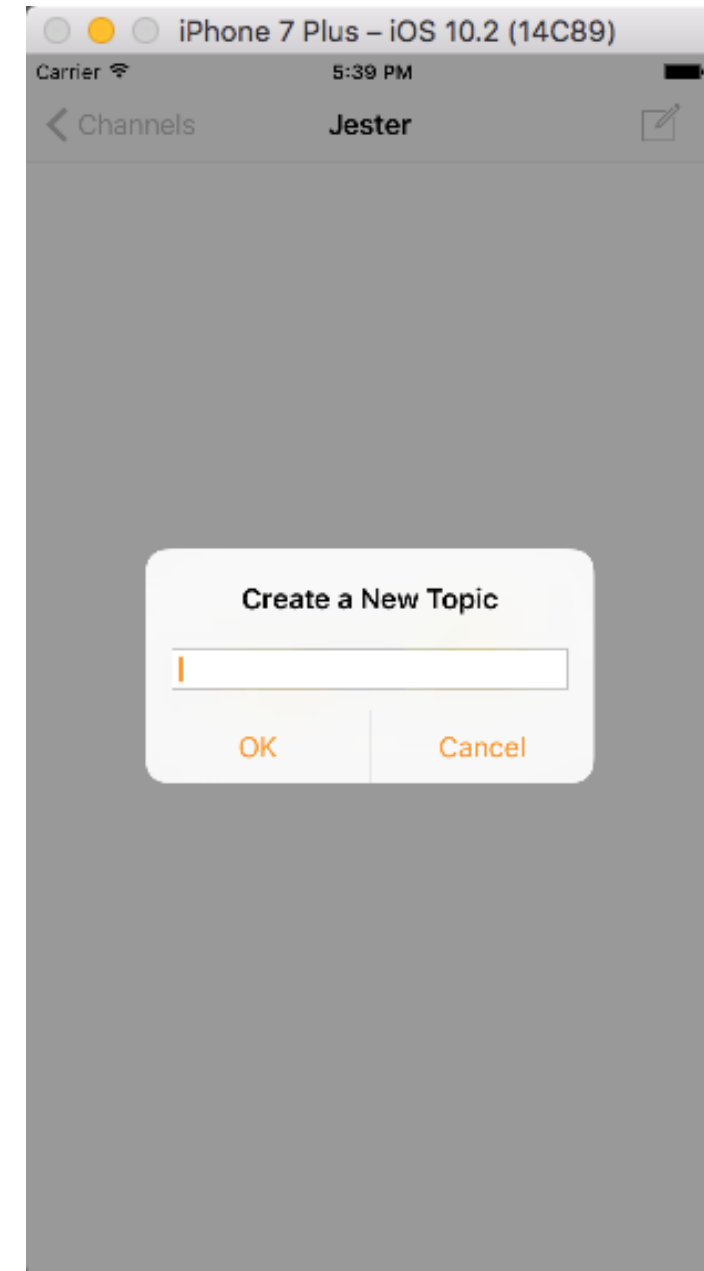 iPhone 7 Plus – iOS 10.2 (14C89)
Carrier 5:39 PM
Channels Jester
Create a New Topic
OK Cancel